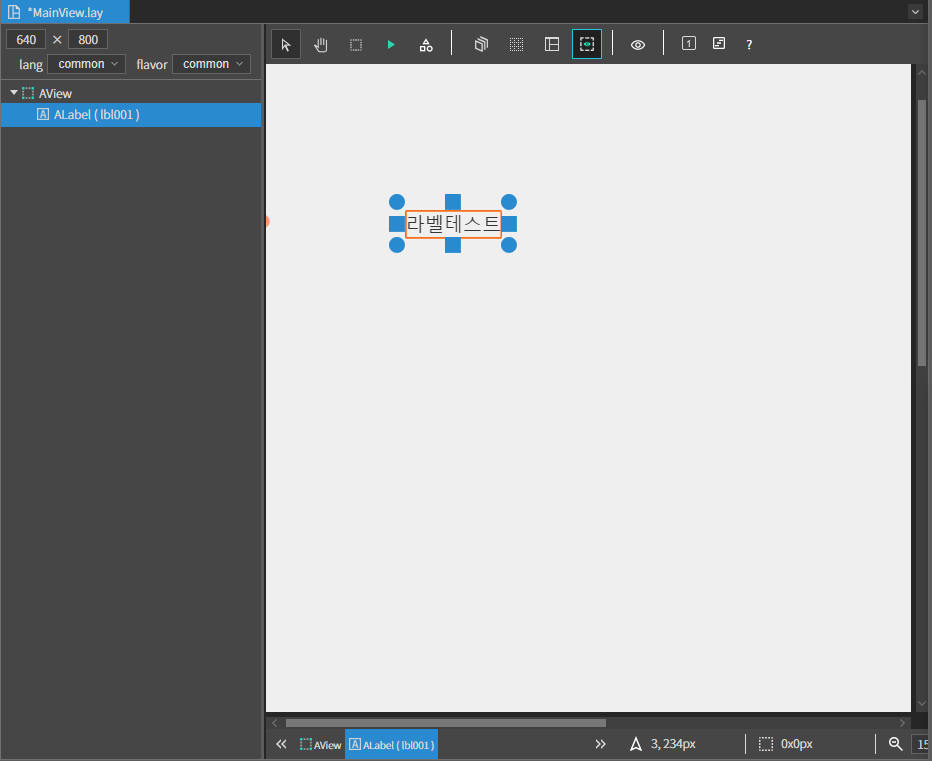 *MainView.lay
640 × 800
lang common flavor common
AView
ALabel ( lbl001 )
1 ?
라벨테스트
AView ALabel ( lbl001 ) 3, 234px 0x0px 15